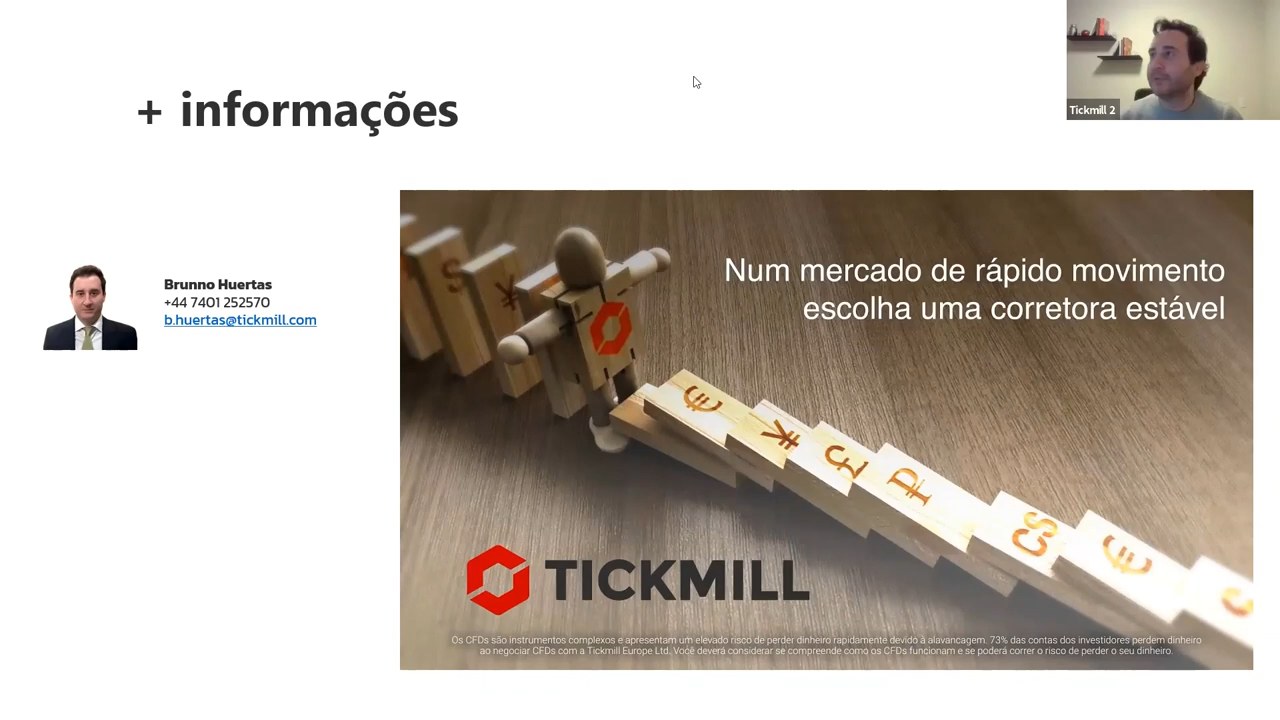 + informações
Tickmill 2
Brunno Huertas
+44 7401 252570
b.huertas@tickmill.com
Num mercado de rápido movimento
escolha uma corretora estável
$
¥
€
¥
£
₽
C$
€
TICKMILL
Os CFDs são instrumentos complexos e apresentam um elevado risco de perder dinheiro rapidamente devido à alavancagem. 73% das contas dos investidores perdem dinheiro
ao negociar CFDs com a Tickmill Europe Ltd. Você deverá considerar se compreende como os CFDs funcionam e se poderá correr o risco de perder o seu dinheiro.